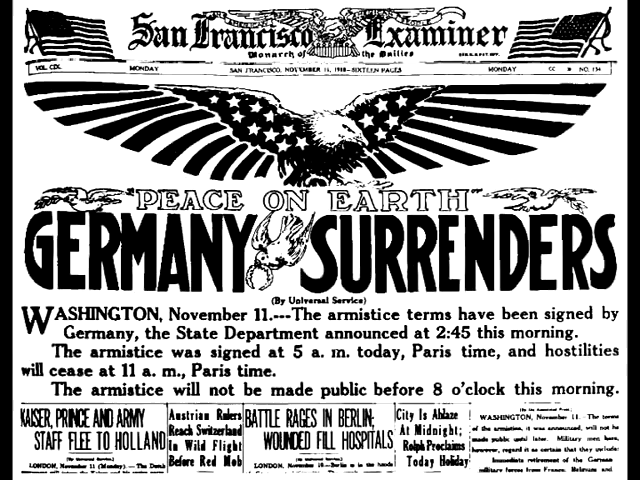 San Francisco Examiner
Monarch of the Dailies
VOL. CIX. MONDAY SAN FRANCISCO, NOVEMBER 11, 1918—SIXTEEN PAGES MONDAY CC NO. 134
"PEACE ON EARTH"
GERMANY SURRENDERS
(By Universal Service)
WASHINGTON, November 11.---The armistice terms have been signed by
Germany, the State Department announced at 2:45 this morning.
The armistice was signed at 5 a. m. today, Paris time, and hostilities
will cease at 11 a. m., Paris time.
The armistice will not be made public before 8 o'clock this morning.
KAISER, PRINCE AND ARMY
STAFF FLEE TO HOLLAND
(By Universal Service)
LONDON, November 11 (Monday).—The Dutch
Austrian Rulers
Reach Switzerland
In Wild Flight
Before Red Mob
BATTLE RAGES IN BERLIN;
WOUNDED FILL HOSPITALS
(By Universal Service)
LONDON, November 10—Berlin is in the hands
City Is Ablaze
At Midnight;
Rolph Proclaims
Today Holiday
WASHINGTON, November 11.—The terms
of the armistice, it was announced, will not be
made public until later. Military men here,
however, regard it as certain that they include:
Immediate retirement of the German
military forces from France, Belgium and